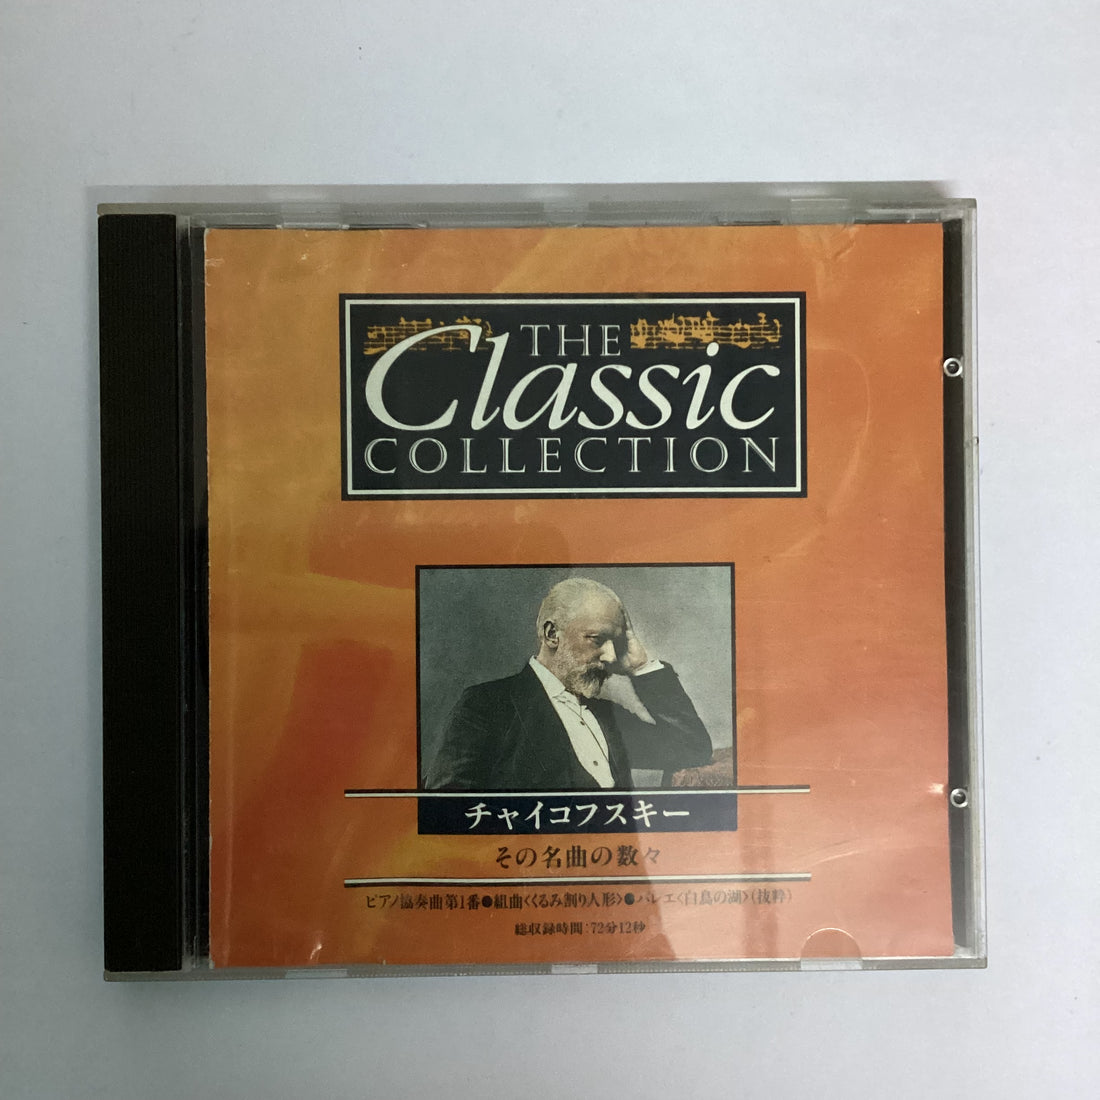 THE
Classic
COLLECTION
チャイコフスキー
その名曲の数々
ピアノ協奏曲第1番●組曲〈くるみ割り人形〉●バレエ〈白鳥の湖〉(抜粋)
総収録時間:72分12秒